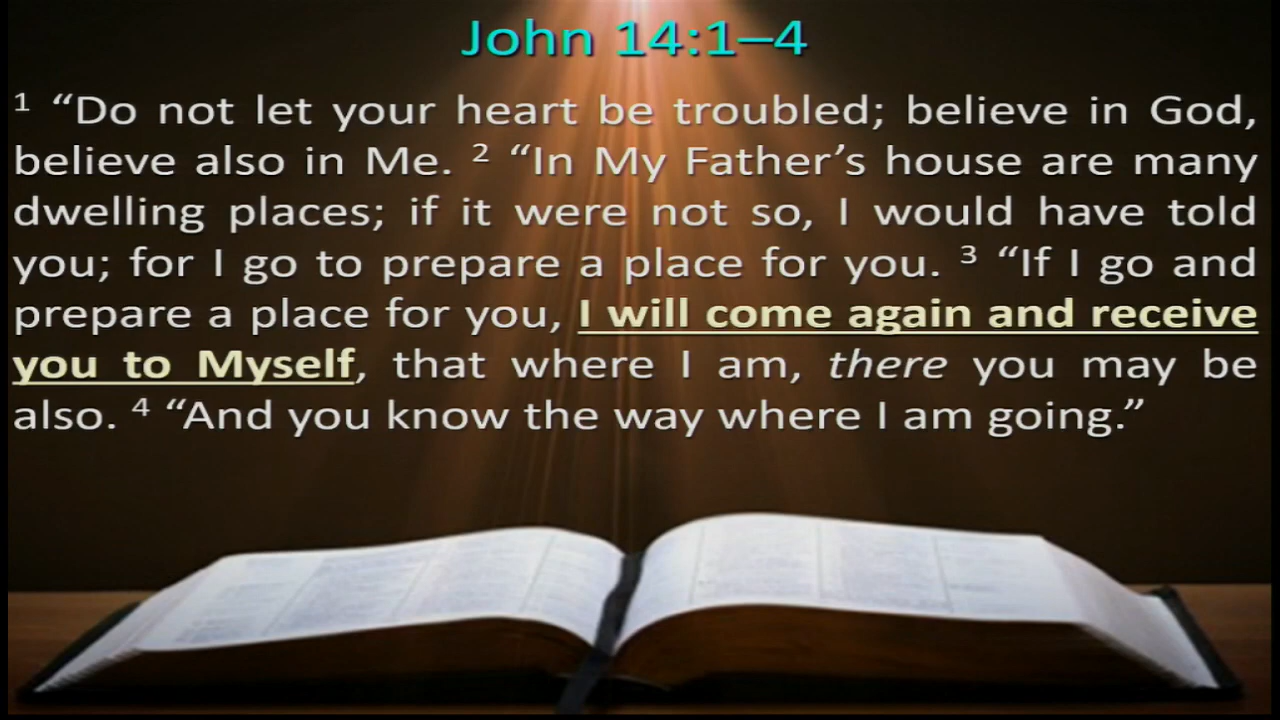 John 14:1–4
1 “Do not let your heart be troubled; believe in God,
believe also in Me. 2 “In My Father’s house are many
dwelling places; if it were not so, I would have told
you; for I go to prepare a place for you. 3 “If I go and
prepare a place for you, I will come again and receive
you to Myself, that where I am, there you may be
also. 4 “And you know the way where I am going.”